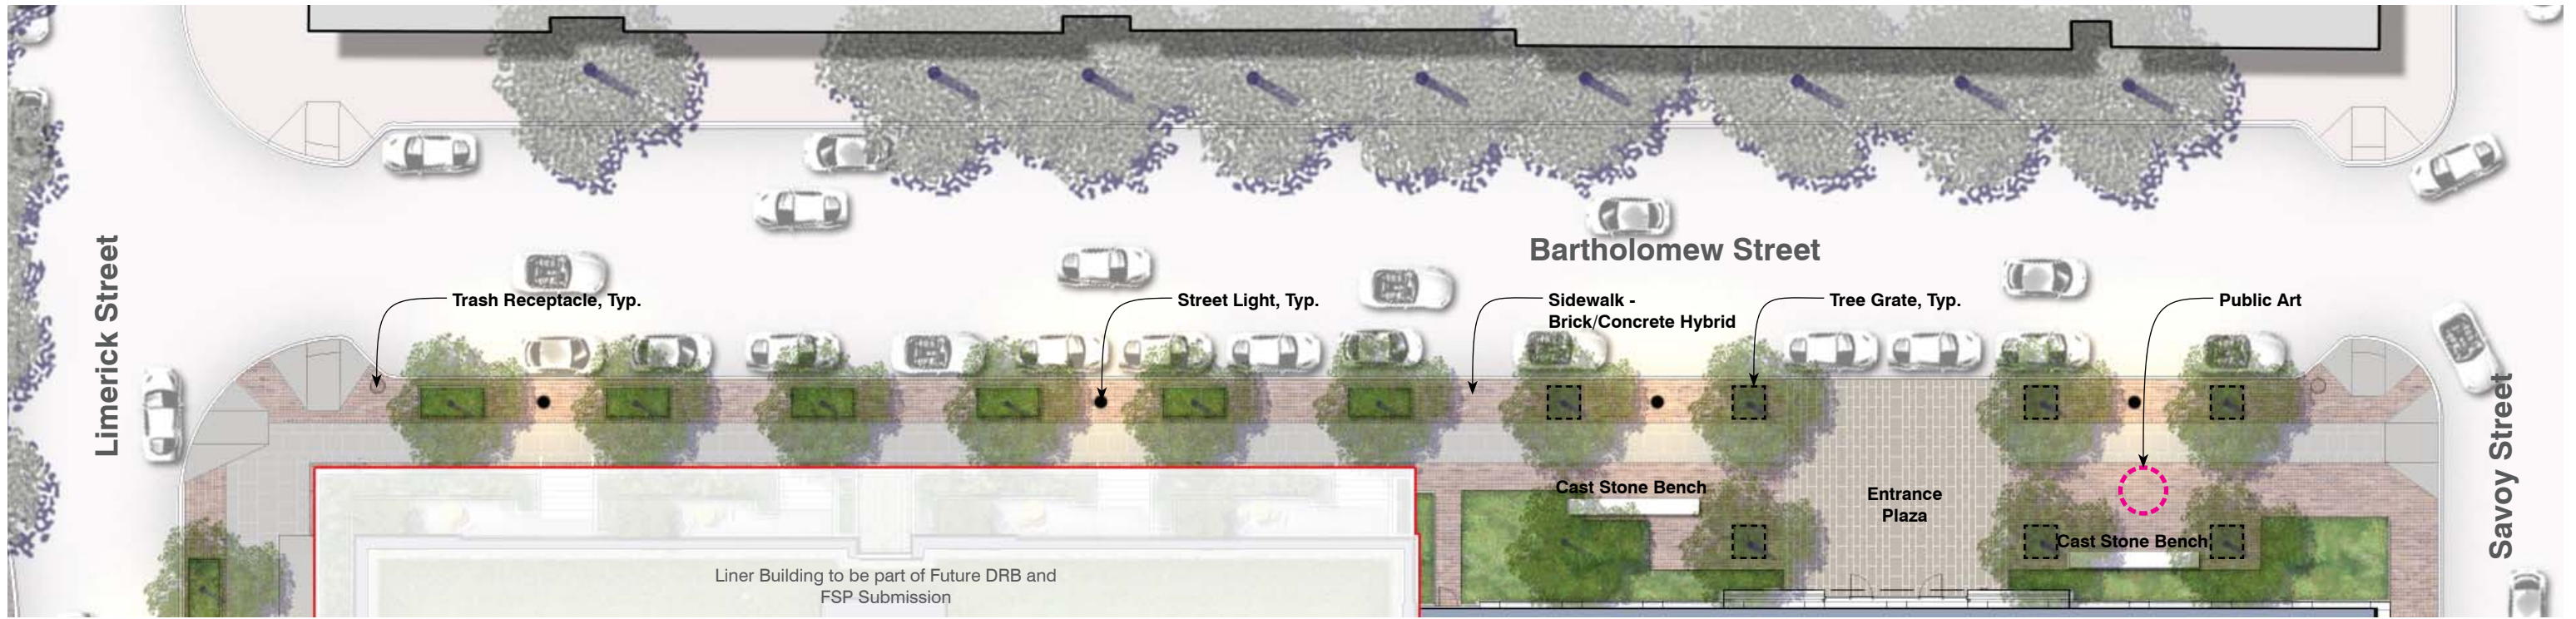 Bartholomew Street
Limerick Street
Trash Receptacle, Typ.
Street Light, Typ.
Sidewalk -
Brick/Concrete Hybrid
Tree Grate, Typ.
Public Art
Savoy Street
Cast Stone Bench
Entrance
Plaza
Cast Stone Bench
Liner Building to be part of Future DRB and
FSP Submission